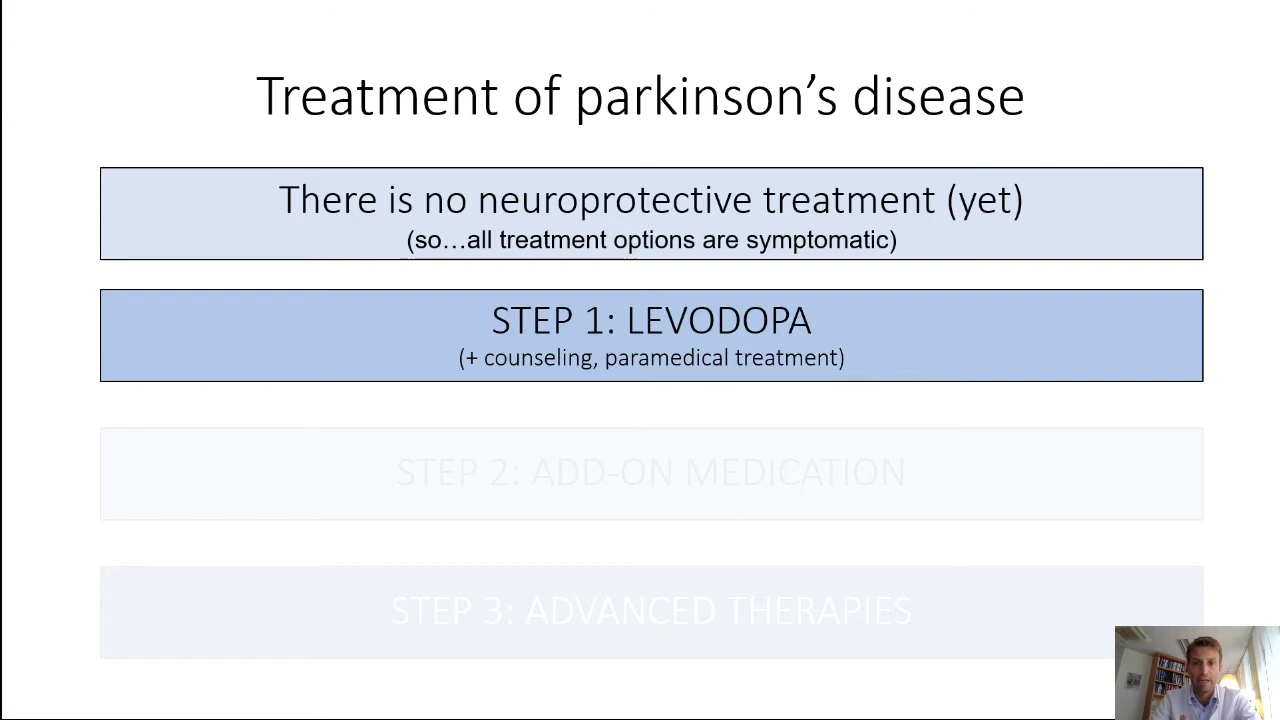 Treatment of parkinson’s disease
There is no neuroprotective treatment (yet)
(so…all treatment options are symptomatic)
STEP 1: LEVODOPA
(+ counseling, paramedical treatment)
STEP 2: ADD-ON MEDICATION
STEP 3: ADVANCED THERAPIES